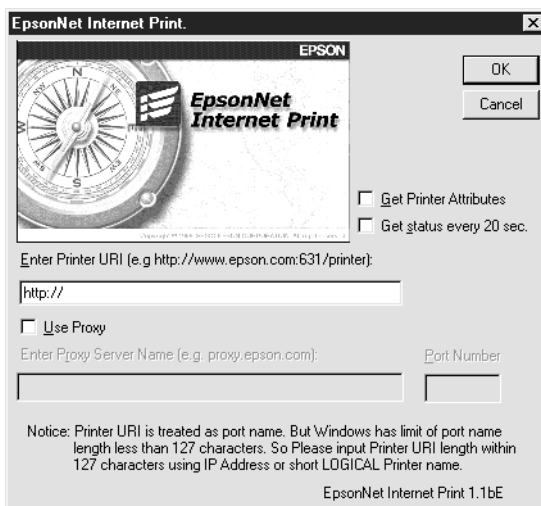 EpsonNet Internet Print.
EPSON
OK
N
EpsonNet
Internet Print
Cancel
Get Printer Attributes
Get status every 20 sec.
Enter Printer URI (e.g http://www.epson.com:631/printer):
http://
Use Proxy
Enter Proxy Server Name (e.g. proxy.epson.com):
Port Number
Notice: Printer URI is treated as port name. But Windows has limit of port name
length less than 127 characters. So Please input Printer URI length within
127 characters using IP Address or short LOGICAL Printer name.
EpsonNet Internet Print 1.1bE